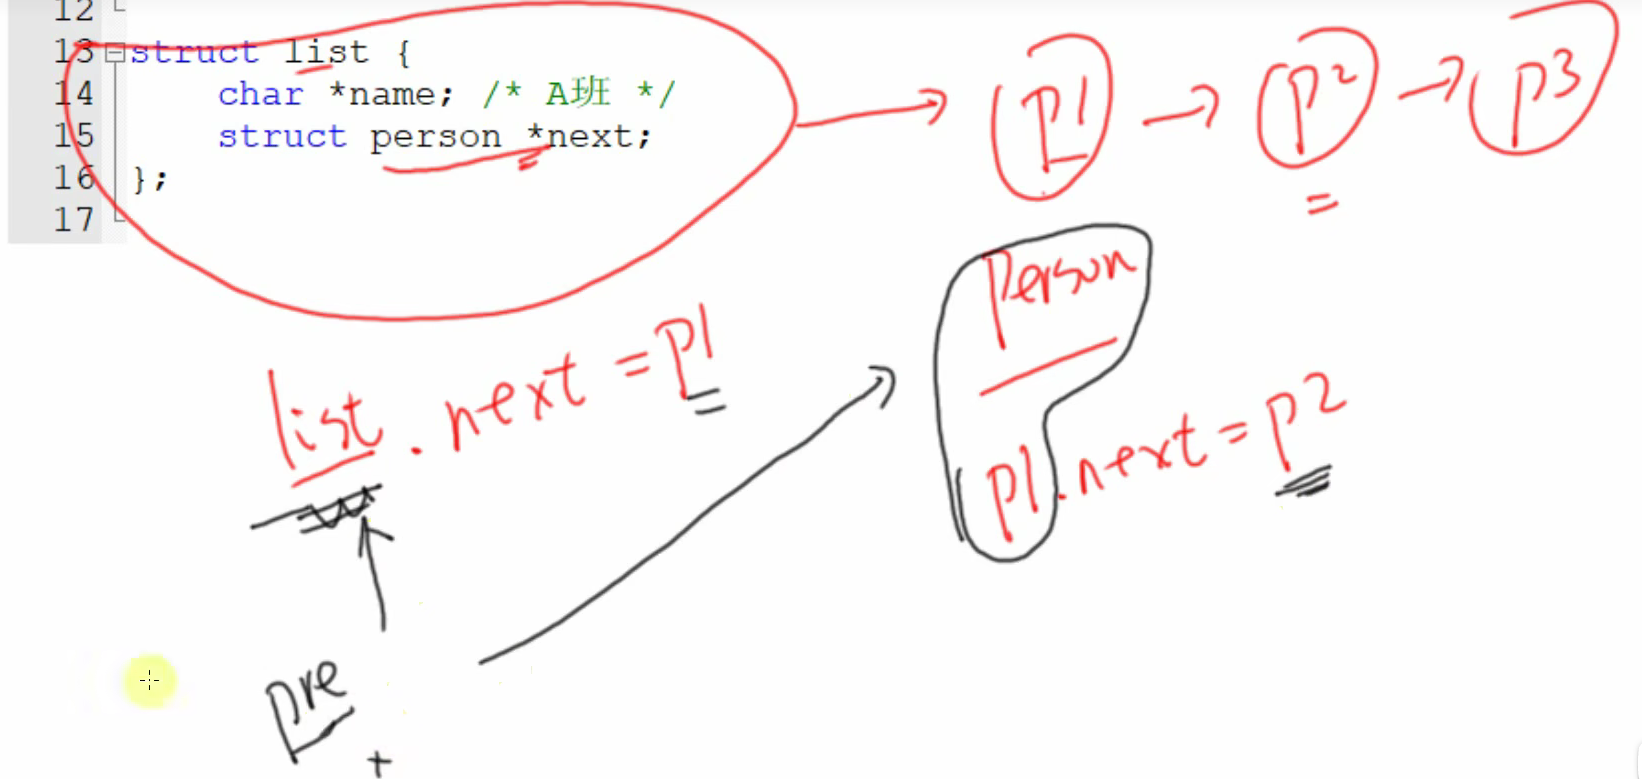 12
13 struct list {
14 char *name; /* A班 */
15 struct person *next;
16 };
17
p1 → p2 → p3
person
list.next=p1
p1.next=p2
pre